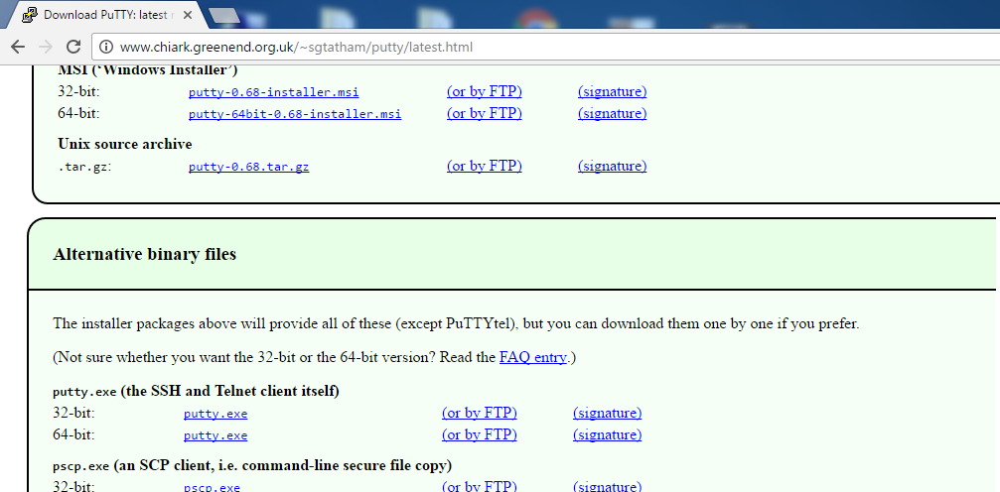 Download PuTTY: latest
www.chiark.greenend.org.uk/~sgtatham/putty/latest.html
MSI (‘Windows Installer’)
32-bit: putty-0.68-installer.msi (or by FTP) (signature)
64-bit: putty-64bit-0.68-installer.msi (or by FTP) (signature)
Unix source archive
.tar.gz: putty-0.68.tar.gz (or by FTP) (signature)
Alternative binary files
The installer packages above will provide all of these (except PuTTYtel), but you can download them one by one if you prefer.
(Not sure whether you want the 32-bit or the 64-bit version? Read the FAQ entry.)
putty.exe (the SSH and Telnet client itself)
32-bit: putty.exe (or by FTP) (signature)
64-bit: putty.exe (or by FTP) (signature)
pscp.exe (an SCP client, i.e. command-line secure file copy)
32-bit: pscp.exe (or by FTP) (signature)